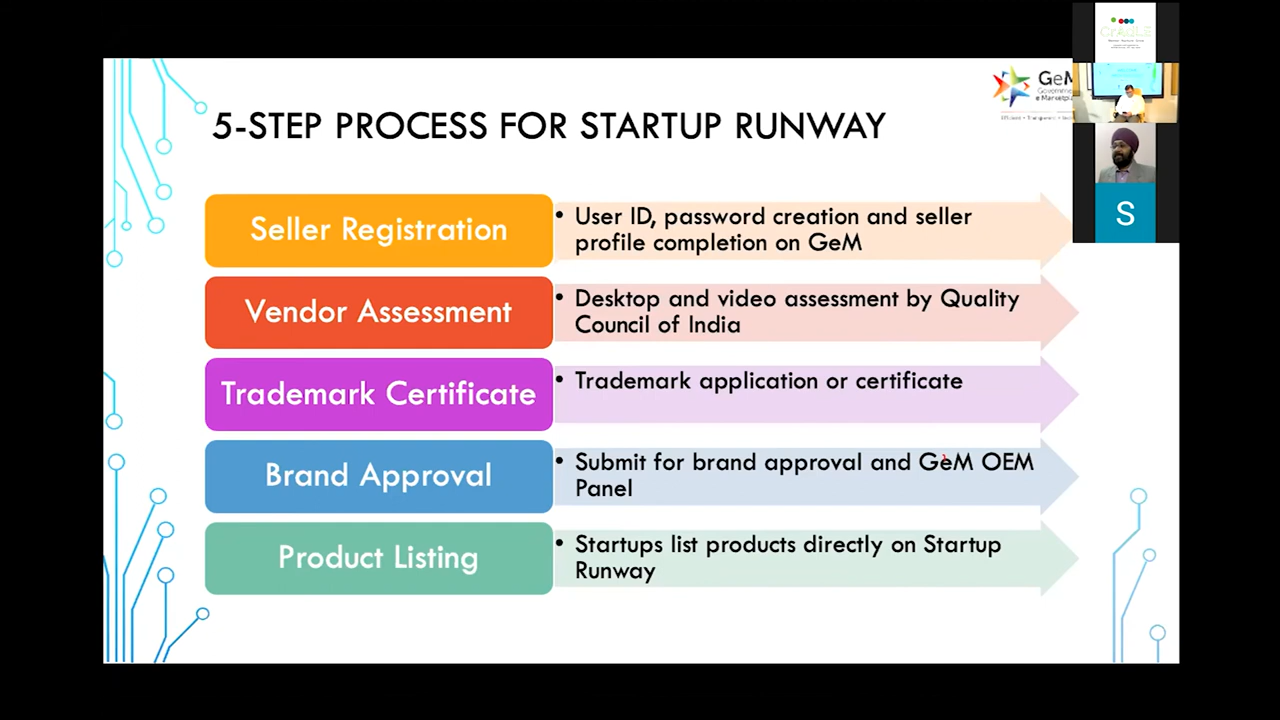 5-STEP PROCESS FOR STARTUP RUNWAY
GeM
Seller Registration
• User ID, password creation and seller
profile completion on GeM
Vendor Assessment
• Desktop and video assessment by Quality
Council of India
Trademark Certificate
• Trademark application or certificate
Brand Approval
• Submit for brand approval and GeM OEM
Panel
Product Listing
• Startups list products directly on Startup
Runway
S